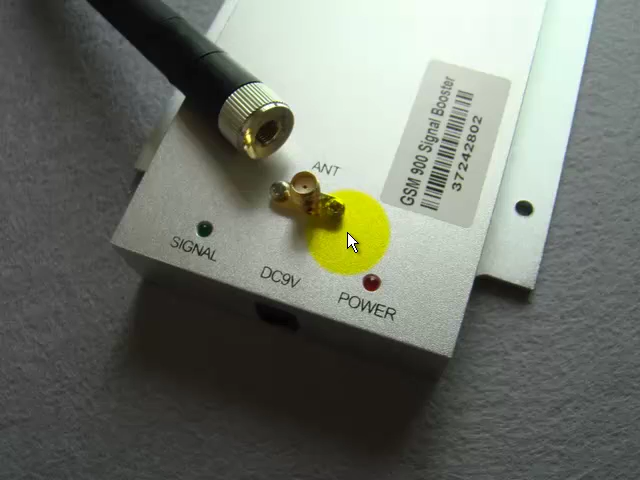 ANT
GSM 900 Signal Booster
37242802
SIGNAL
DC9V
POWER